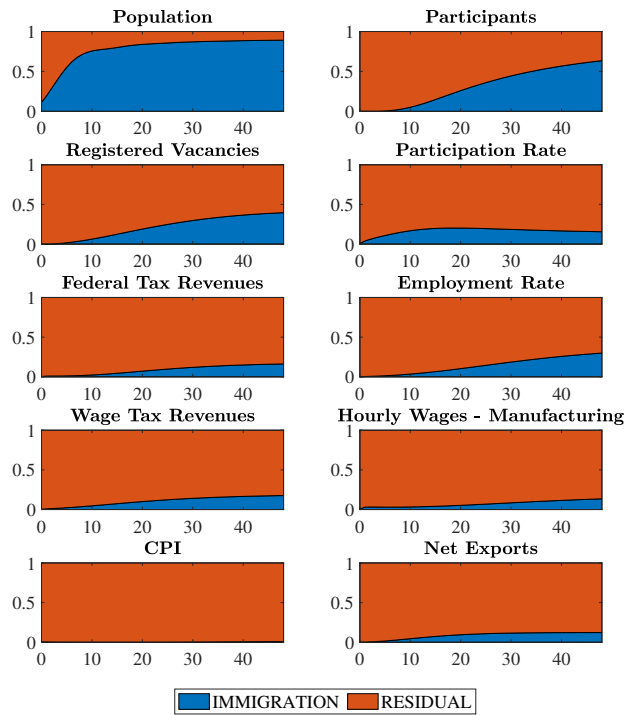 Population
Participants
1
0.5
0
0 10 20 30 40
1
0.5
0
0 10 20 30 40
Registered Vacancies
Participation Rate
1
0.5
0
0 10 20 30 40
1
0.5
0
0 10 20 30 40
Federal Tax Revenues
Employment Rate
1
0.5
0
0 10 20 30 40
1
0.5
0
0 10 20 30 40
Wage Tax Revenues
Hourly Wages - Manufacturing
1
0.5
0
0 10 20 30 40
1
0.5
0
0 10 20 30 40
CPI
Net Exports
1
0.5
0
0 10 20 30 40
1
0.5
0
0 10 20 30 40
IMMIGRATION RESIDUAL